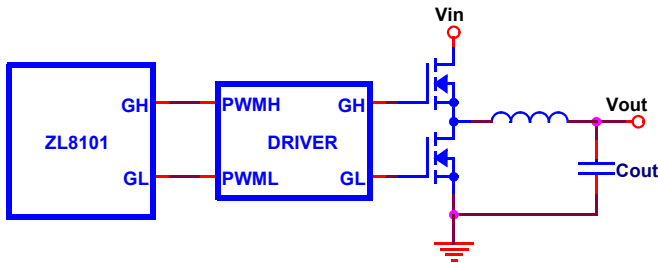 Vin
GH PWMH GH
Vout
ZL8101 DRIVER
Cout
GL PWML GL